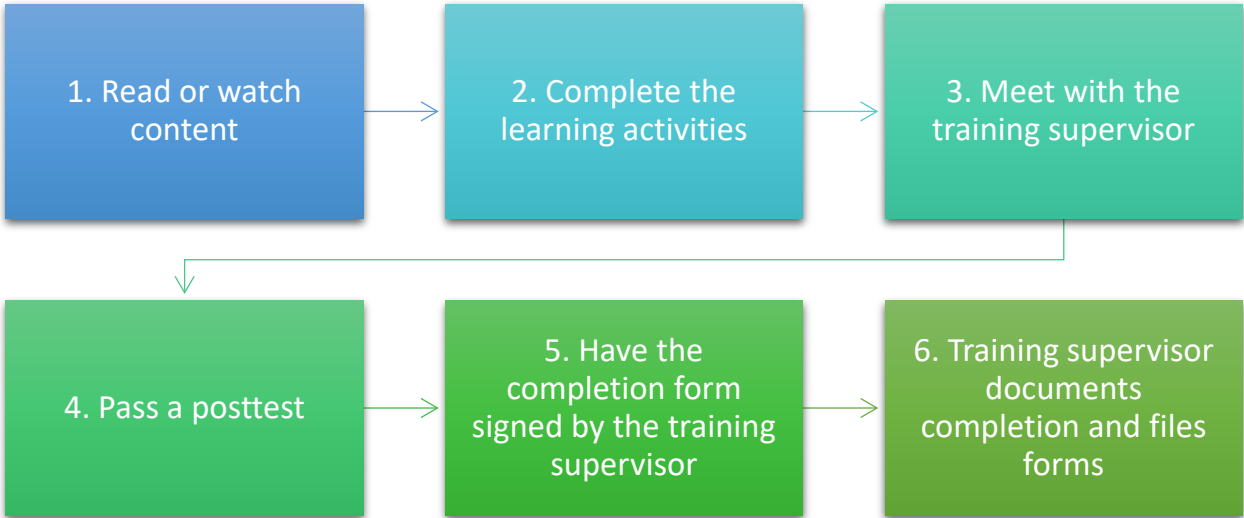 1. Read or watch
content
2. Complete the
learning activities
3. Meet with the
training supervisor
4. Pass a posttest
5. Have the
completion form
signed by the training
supervisor
6. Training supervisor
documents
completion and files
forms